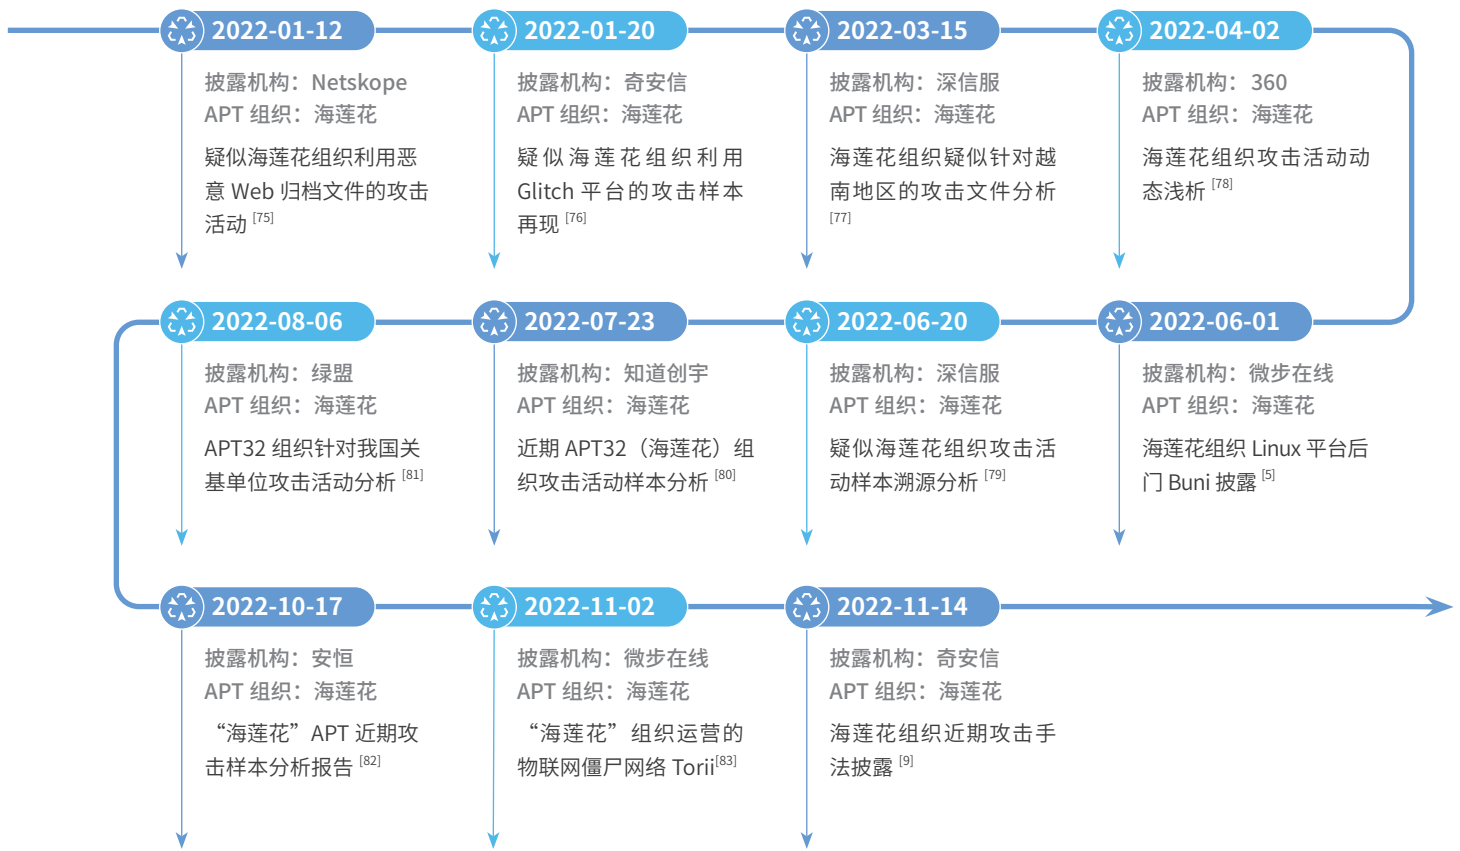 2022-01-12
披露机构：Netskope
APT 组织：海莲花
疑似海莲花组织利用恶
意 Web 归档文件的攻击
活动 [75]
2022-01-20
披露机构：奇安信
APT 组织：海莲花
疑似海莲花组织利用
Glitch 平台的攻击样本
再现 [76]
2022-03-15
披露机构：深信服
APT 组织：海莲花
海莲花组织疑似针对越
南地区的攻击文件分析
[77]
2022-04-02
披露机构：360
APT 组织：海莲花
海莲花组织攻击活动动
态浅析 [78]
2022-06-01
披露机构：微步在线
APT 组织：海莲花
海莲花组织 Linux 平台后
门 Buni 披露 [5]
2022-06-20
披露机构：深信服
APT 组织：海莲花
疑似海莲花组织攻击活
动样本溯源分析 [79]
2022-07-23
披露机构：知道创宇
APT 组织：海莲花
近期 APT32（海莲花）组
织攻击活动样本分析 [80]
2022-08-06
披露机构：绿盟
APT 组织：海莲花
APT32 组织针对我国关
基单位攻击活动分析 [81]
2022-10-17
披露机构：安恒
APT 组织：海莲花
“海莲花”APT 近期攻
击样本分析报告 [82]
2022-11-02
披露机构：微步在线
APT 组织：海莲花
“海莲花”组织运营的
物联网僵尸网络 Torii[83]
2022-11-14
披露机构：奇安信
APT 组织：海莲花
海莲花组织近期攻击手
法披露 [9]